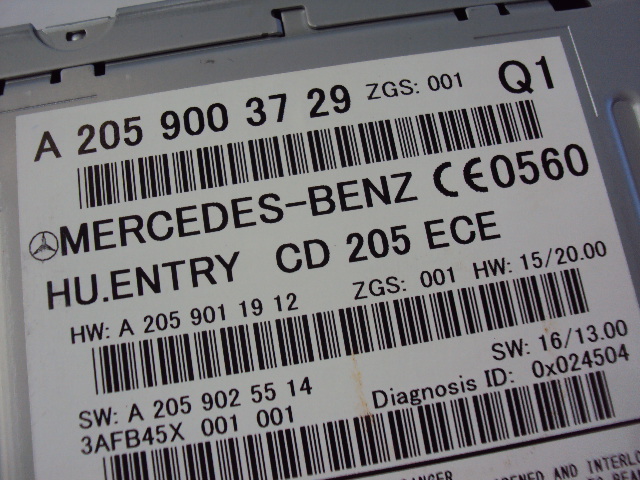 A 205 900 37 29 ZGS: 001 Q1
MERCEDES-BENZ CE0560
HU.ENTRY CD 205 ECE
HW: A 205 901 19 12 ZGS: 001 HW: 15/20.00
SW: 16/13.00
SW: A 205 902 55 14 Diagnosis ID: 0x024504
3AFB45X 001 001
AND INTERLO